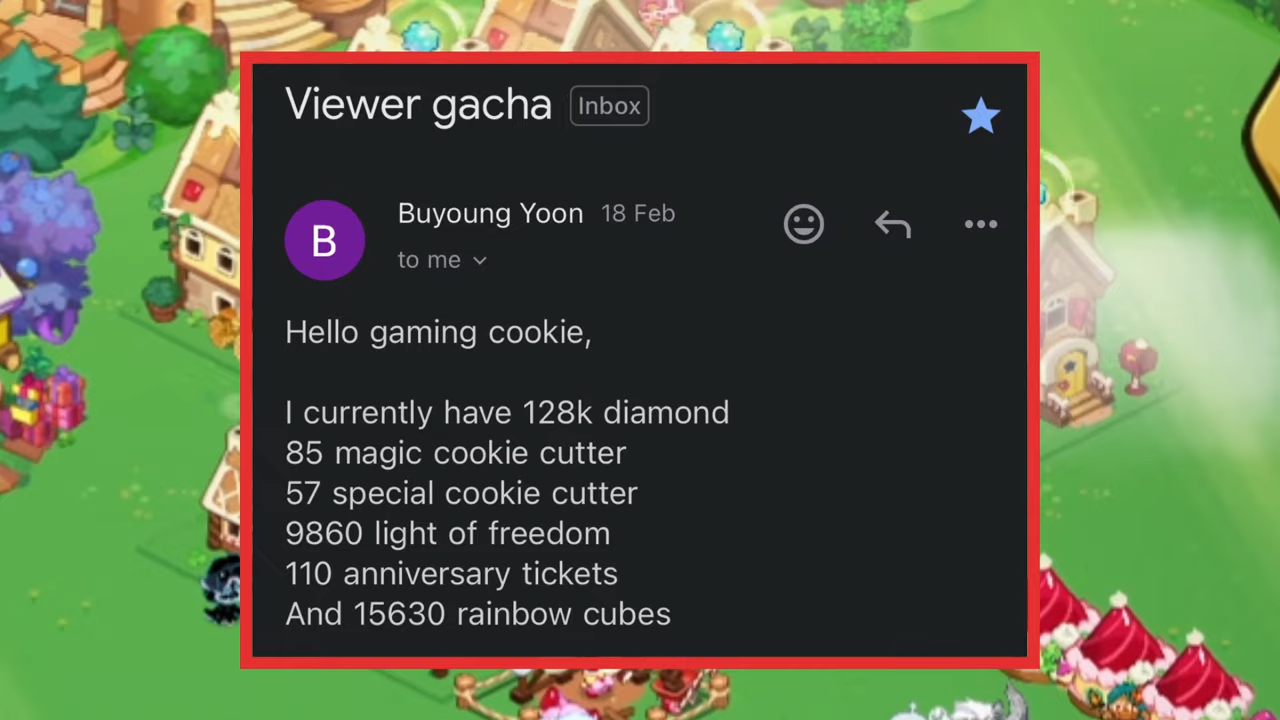 Viewer gacha Inbox
B
Buyoung Yoon 18 Feb
to me
Hello gaming cookie,
I currently have 128k diamond
85 magic cookie cutter
57 special cookie cutter
9860 light of freedom
110 anniversary tickets
And 15630 rainbow cubes